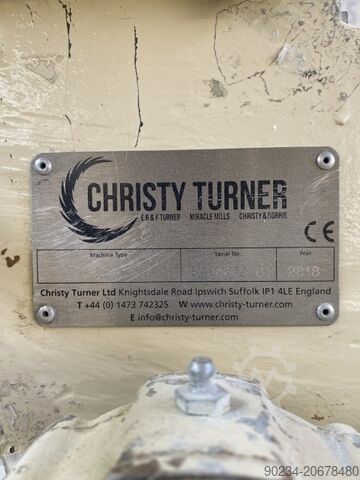 CHRISTY TURNER
E R & F TURNER MIRACLE MILLS CHRISTY & NORRIS
CE
Machine Type Serial No. Year
2018
Christy Turner Ltd Knightsdale Road Ipswich Suffolk IP1 4LE England
T +44 (0) 1473 742325 W www.christy-turner.com
E info@christy-turner.com
90234-20678480